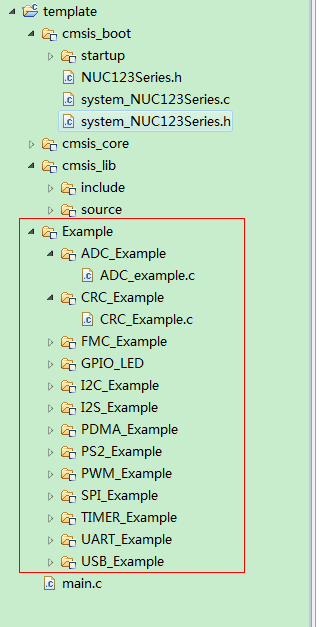 template
cmsis_boot
startup
NUC123Series.h
system_NUC123Series.c
system_NUC123Series.h
cmsis_core
cmsis_lib
include
source
Example
ADC_Example
ADC_example.c
CRC_Example
CRC_Example.c
FMC_Example
GPIO_LED
I2C_Example
I2S_Example
PDMA_Example
PS2_Example
PWM_Example
SPI_Example
TIMER_Example
UART_Example
USB_Example
main.c